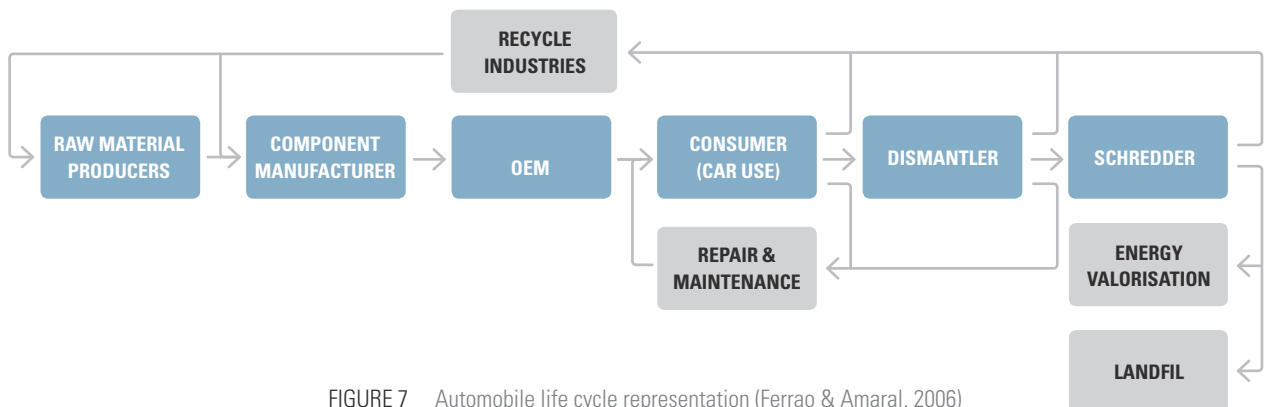 RECYCLE
INDUSTRIES
RAW MATERIAL
PRODUCERS
COMPONENT
MANUFACTURER
OEM
CONSUMER
(CAR USE)
DISMANTLER
SCHREDDER
REPAIR &
MAINTENANCE
ENERGY
VALORISATION
LANDFIL
FIGURE 7 Automobile life cycle representation (Ferrao & Amaral, 2006)